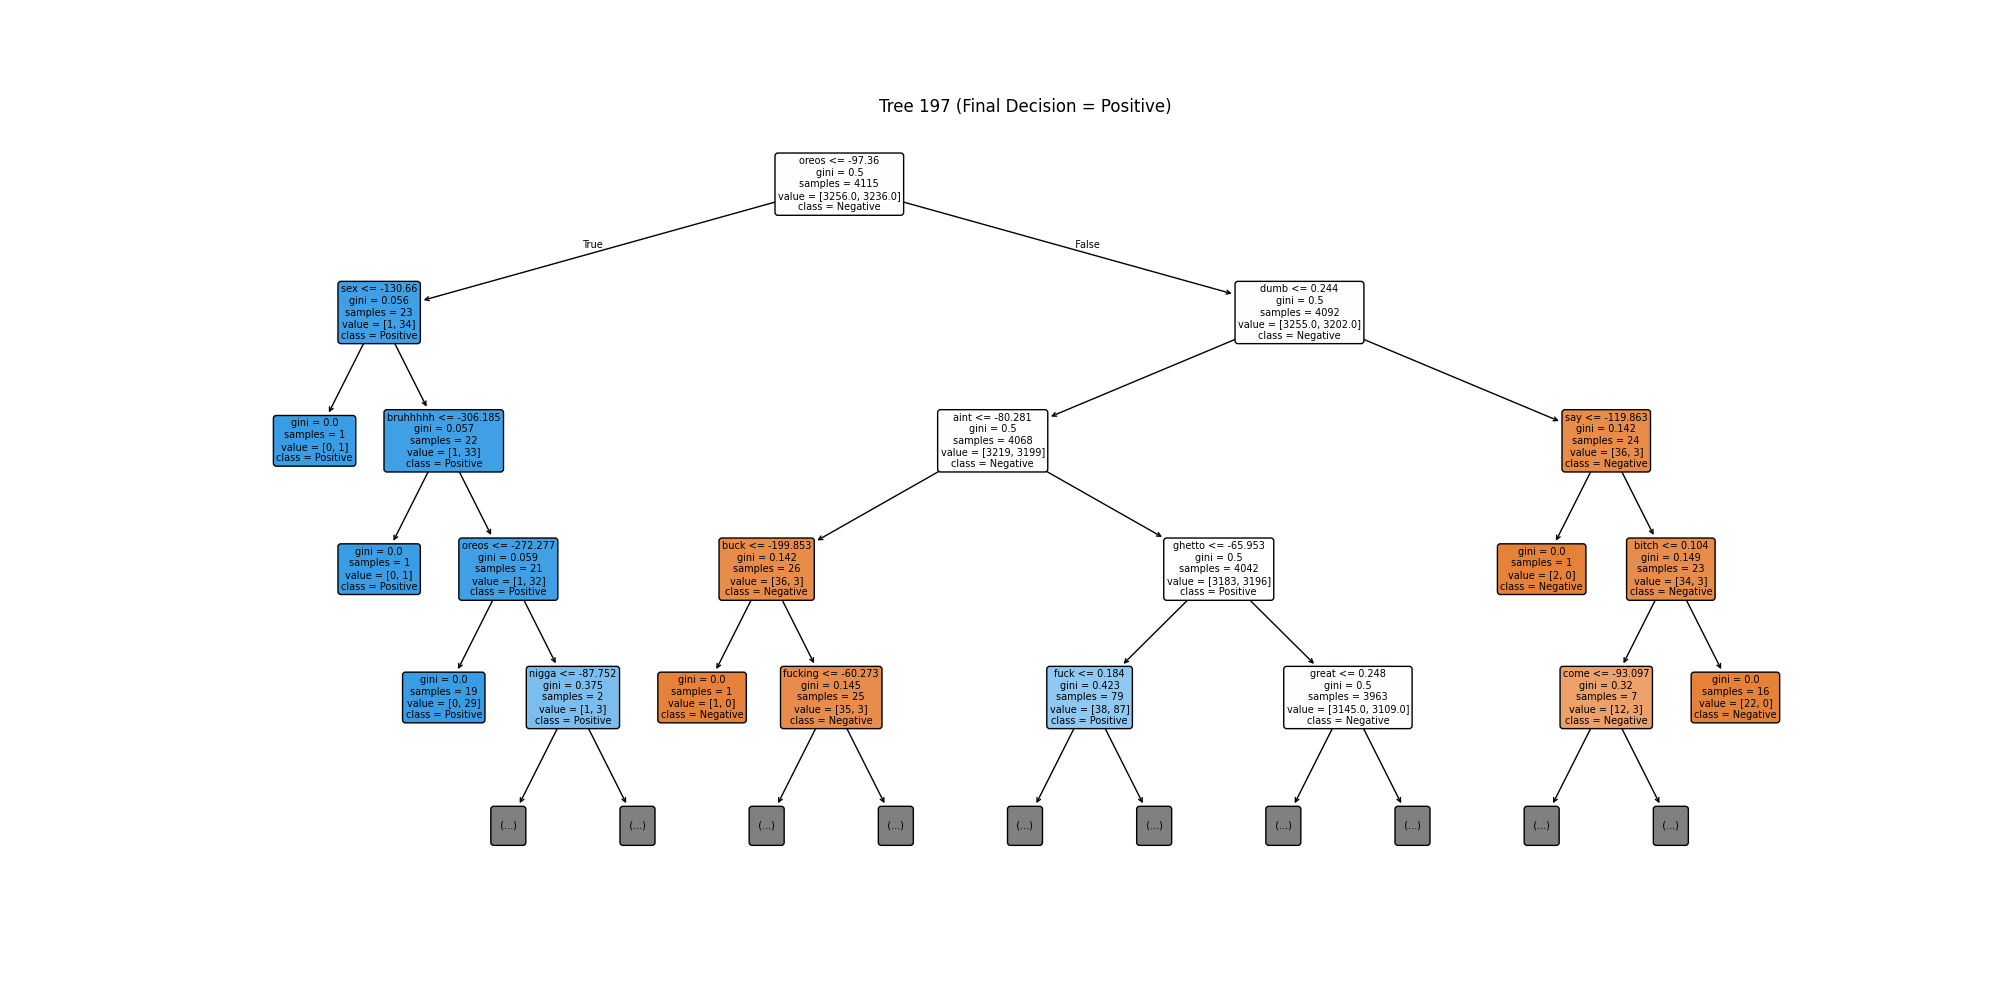 Tree 197 (Final Decision = Positive)
oreos <= -97.36
gini = 0.5
samples = 4115
value = [3256.0, 3236.0]
class = Negative
True
False
sex <= -130.66
gini = 0.056
samples = 23
value = [1, 34]
class = Positive
dumb <= 0.244
gini = 0.5
samples = 4092
value = [3255.0, 3202.0]
class = Negative
gini = 0.0
samples = 1
value = [0, 1]
class = Positive
bruhhhhh <= -306.185
gini = 0.057
samples = 22
value = [1, 33]
class = Positive
aint <= -80.281
gini = 0.5
samples = 4068
value = [3219, 3199]
class = Negative
say <= -119.863
gini = 0.142
samples = 24
value = [36, 3]
class = Negative
gini = 0.0
samples = 1
value = [0, 1]
class = Positive
oreos <= -272.277
gini = 0.059
samples = 21
value = [1, 32]
class = Positive
buck <= -199.853
gini = 0.142
samples = 26
value = [36, 3]
class = Negative
ghetto <= -65.953
gini = 0.5
samples = 4042
value = [3183, 3196]
class = Positive
gini = 0.0
samples = 1
value = [2, 0]
class = Negative
bitch <= 0.104
gini = 0.149
samples = 23
value = [34, 3]
class = Negative
gini = 0.0
samples = 19
value = [0, 29]
class = Positive
nigga <= -87.752
gini = 0.375
samples = 2
value = [1, 3]
class = Positive
gini = 0.0
samples = 1
value = [1, 0]
class = Negative
fucking <= -60.273
gini = 0.145
samples = 25
value = [35, 3]
class = Negative
fuck <= 0.184
gini = 0.423
samples = 79
value = [38, 87]
class = Positive
great <= 0.248
gini = 0.5
samples = 3963
value = [3145.0, 3109.0]
class = Negative
come <= -93.097
gini = 0.32
samples = 7
value = [12, 3]
class = Negative
gini = 0.0
samples = 16
value = [22, 0]
class = Negative
(...)
(...)
(...)
(...)
(...)
(...)
(...)
(...)
(...)
(...)